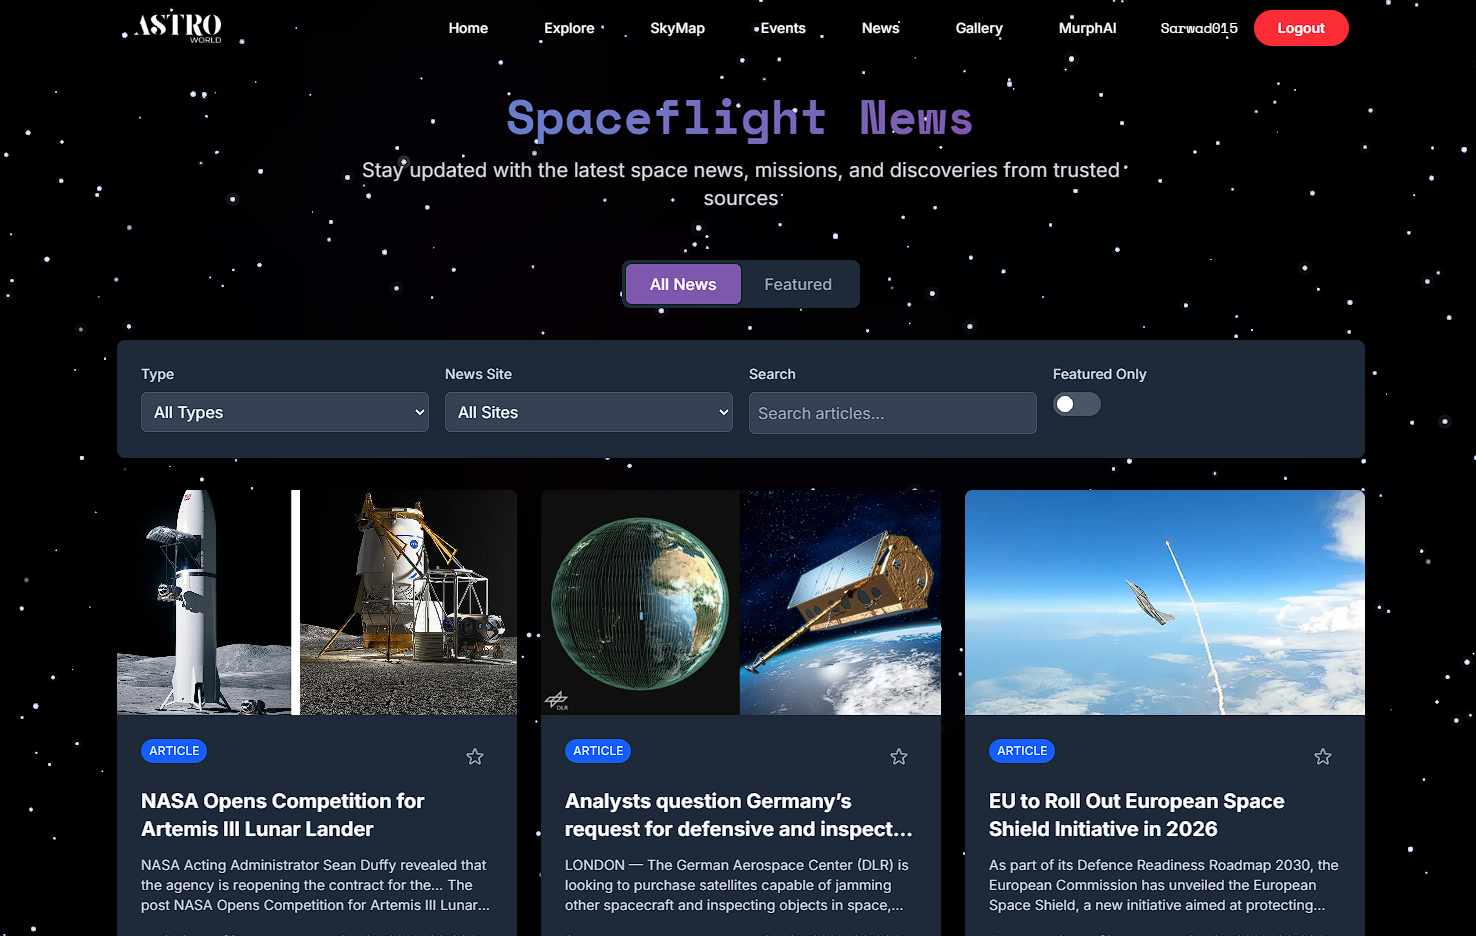 ASTRO
WORLD
Home
Explore
SkyMap
Events
News
Gallery
MurphAI
Sarwad015
Logout
Spaceflight News
Stay updated with the latest space news, missions, and discoveries from trusted
sources
All News
Featured
Type
News Site
Search
Featured Only
All Types
All Sites
Search articles...
DLR
ARTICLE
NASA Opens Competition for
Artemis III Lunar Lander
NASA Acting Administrator Sean Duffy revealed that
the agency is reopening the contract for the... The
post NASA Opens Competition for Artemis III Lunar...
ARTICLE
Analysts question Germany’s
request for defensive and inspect...
LONDON — The German Aerospace Center (DLR) is
looking to purchase satellites capable of jamming
other spacecraft and inspecting objects in space,...
ARTICLE
EU to Roll Out European Space
Shield Initiative in 2026
As part of its Defence Readiness Roadmap 2030, the
European Commission has unveiled the European
Space Shield, a new initiative aimed at protecting...